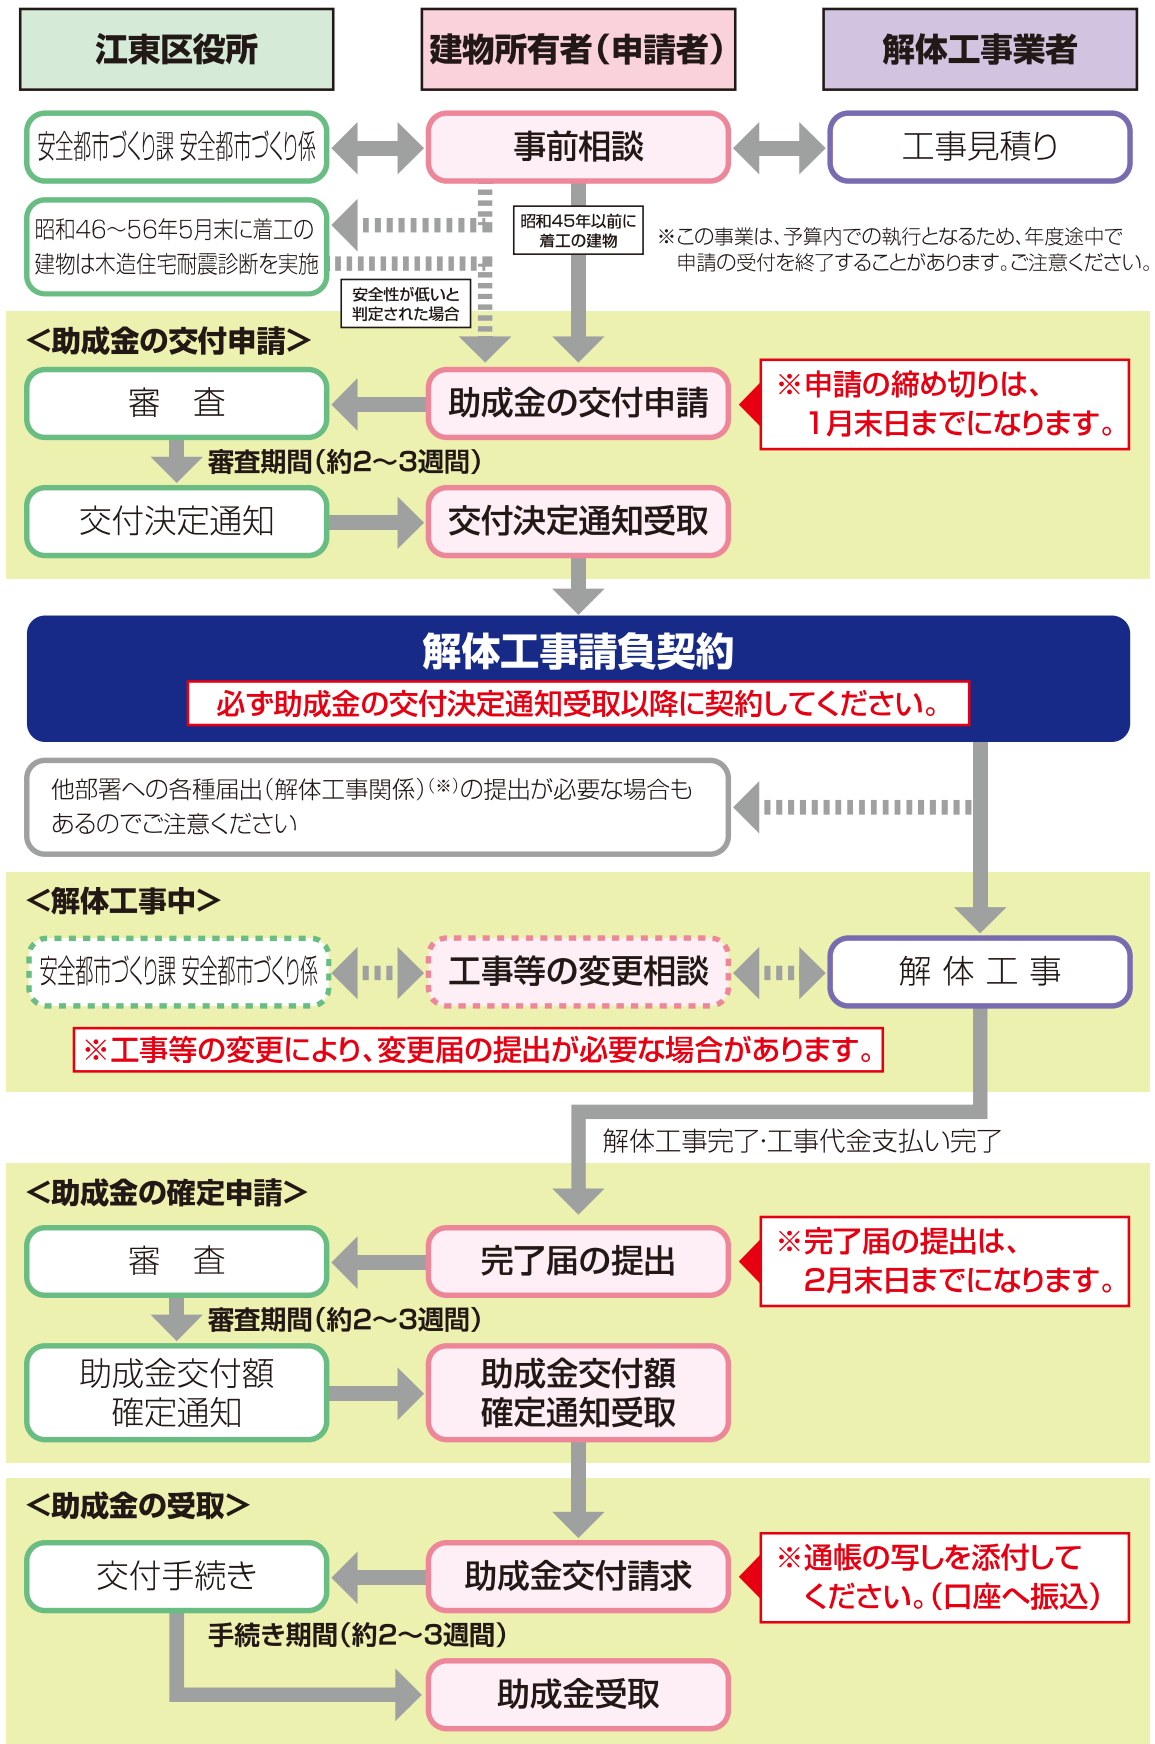 江東区役所
建物所有者（申請者）
解体工事業者
安全都市づくり課 安全都市づくり係
事前相談
工事見積り
昭和46～56年5月末に着工の
建物は木造住宅耐震診断を実施
昭和45年以前に
着工の建物
※この事業は、予算内での執行となるため、年度途中で
申請の受付を終了することがあります。ご注意ください。
安全性が低いと
判定された場合
＜助成金の交付申請＞
審　査
助成金の交付申請
※申請の締め切りは、
1月末日までになります。
審査期間（約2～3週間）
交付決定通知
交付決定通知受取
解体工事請負契約
必ず助成金の交付決定通知受取以降に契約してください。
他部署への各種届出（解体工事関係）（※）の提出が必要な場合も
あるのでご注意ください
＜解体工事中＞
安全都市づくり課 安全都市づくり係
工事等の変更相談
解 体 工 事
※工事等の変更により、変更届の提出が必要な場合があります。
解体工事完了・工事代金支払い完了
＜助成金の確定申請＞
審　査
完了届の提出
※完了届の提出は、
2月末日までになります。
審査期間（約2～3週間）
助成金交付額
確定通知
助成金交付額
確定通知受取
＜助成金の受取＞
交付手続き
助成金交付請求
※通帳の写しを添付して
ください。（口座へ振込）
手続き期間（約2～3週間）
助成金受取